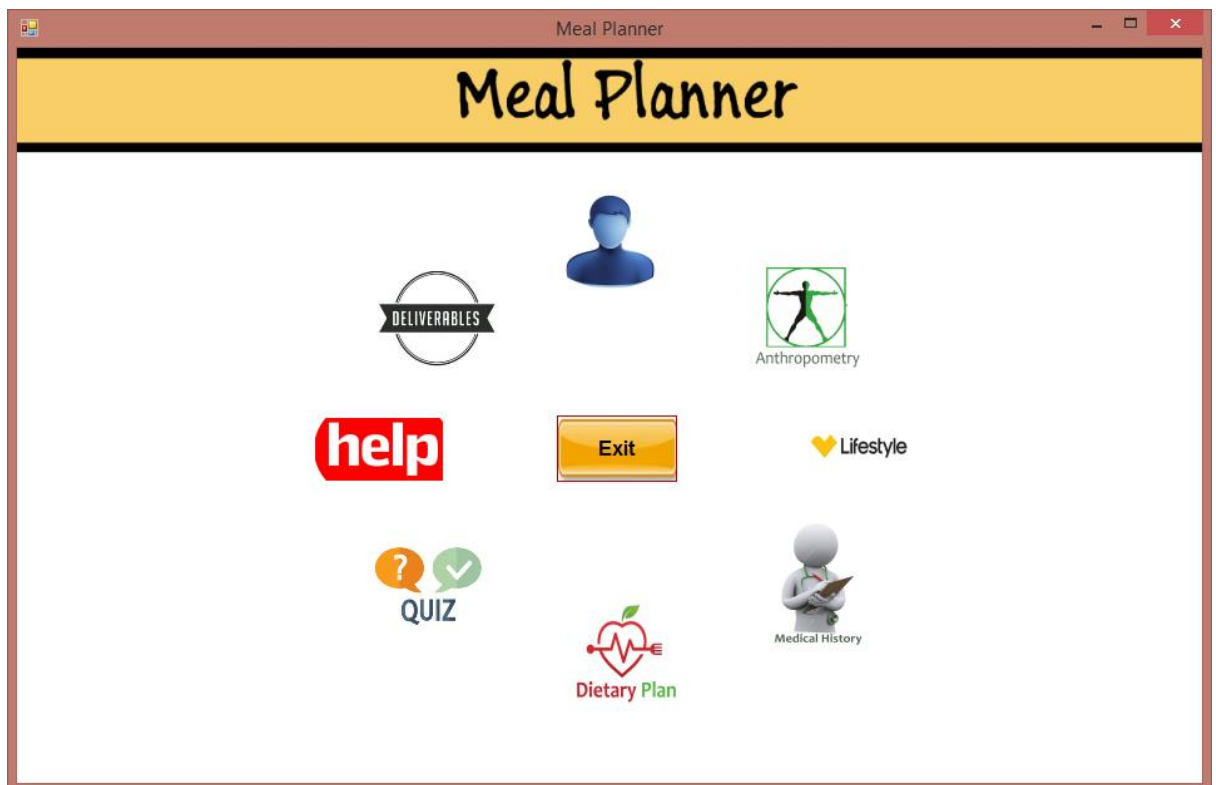 Meal Planner
Meal Planner
DELIVERABLES
Anthropometry
help
Exit
Lifestyle
?
QUIZ
Medical History
Dietary Plan